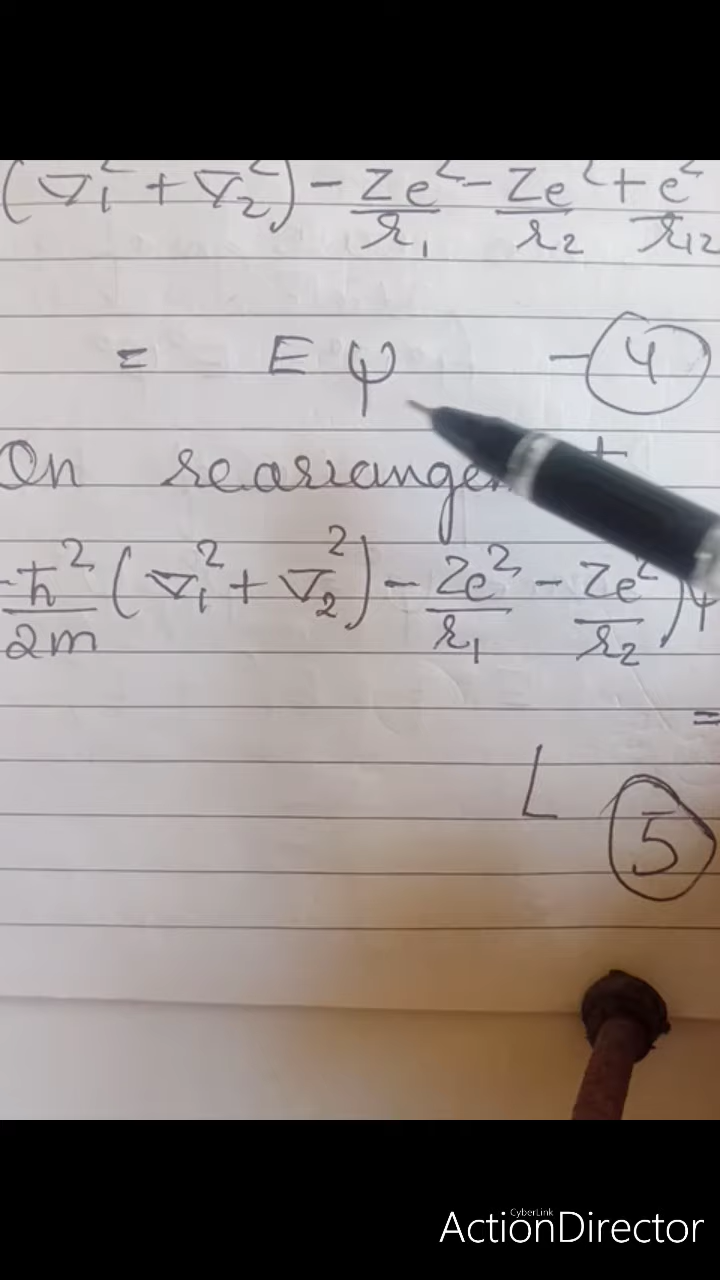 (∇₁² + ∇₂²) - Ze²/r₁ - Ze²/r₂ + e²/r₁₂
= Eψ - 4
On
-ħ²/2m (∇₁² + ∇₂²) - Ze²/r₁ - Ze²/r₂ ) ψ
=
5
CyberLink
ActionDirector